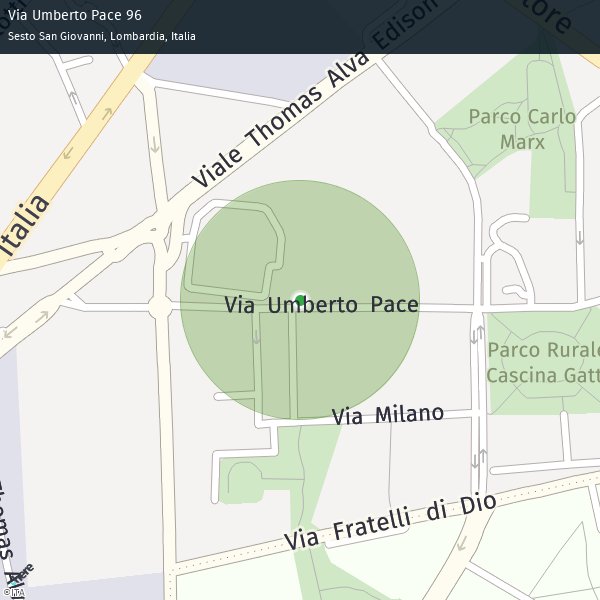 Via Umberto Pace 96
Sesto San Giovanni, Lombardia, Italia
Viale Thomas Alva Edison
Parco Carlo
Marx
Italia
Via Umberto Pace
Parco Rurale
Cascina Gatt
Via Milano
Via Fratelli di Dio
here